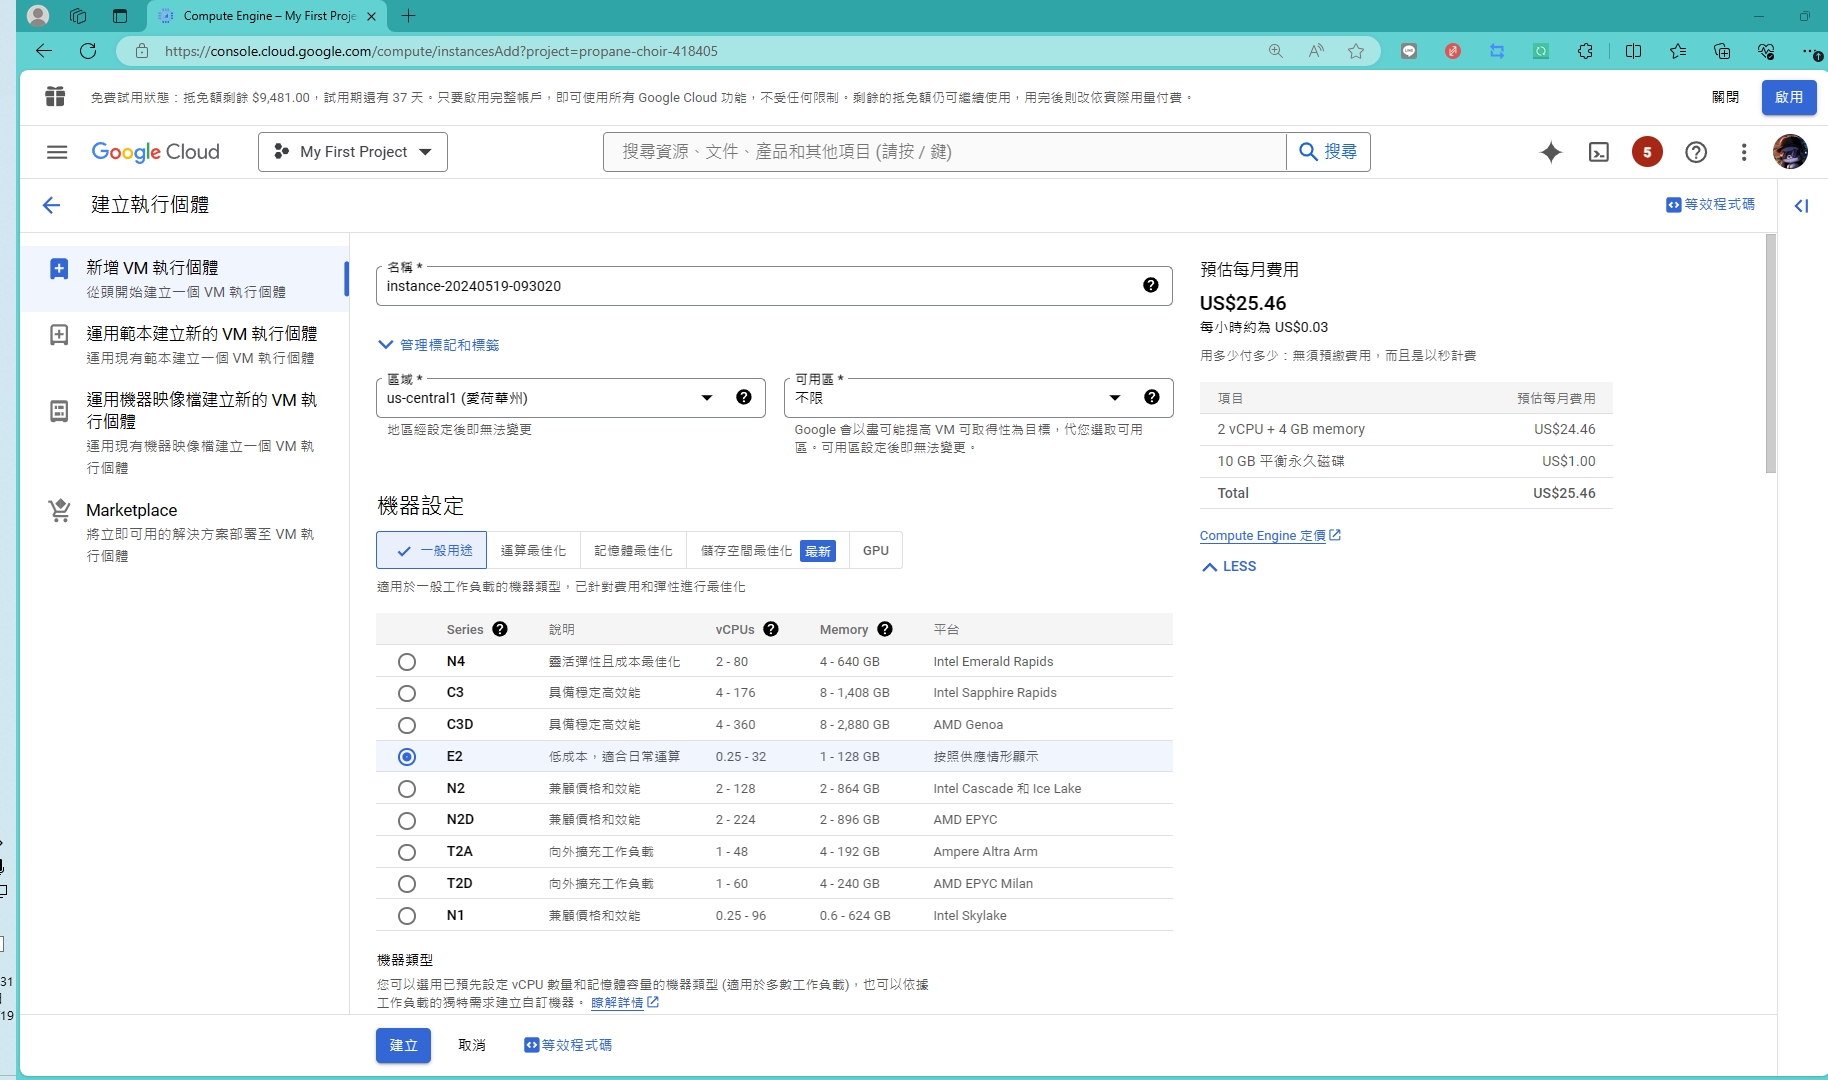 Compute Engine – My First Proje
https://console.cloud.google.com/compute/instancesAdd?project=propane-choir-418405
免費試用狀態：抵免額剩餘 $9,481.00，試用期還有 37 天。只要啟用完整帳戶，即可使用所有 Google Cloud 功能，不受任何限制。剩餘的抵免額仍可繼續使用，用完後則改依實際用量付費。
關閉
啟用
Google Cloud
My First Project
搜尋資源、文件、產品和其他項目 (請按 / 鍵)
搜尋
5
建立執行個體
等效程式碼
新增 VM 執行個體
從頭開始建立一個 VM 執行個體
運用範本建立新的 VM 執行個體
運用現有範本建立一個 VM 執行個體
運用機器映像檔建立新的 VM 執
行個體
運用現有機器映像檔建立一個 VM 執
行個體
Marketplace
將立即可用的解決方案部署至 VM 執
行個體
名稱 *
instance-20240519-093020
管理標記和標籤
區域 *
us-central1 (愛荷華州)
地區經設定後即無法變更
可用區 *
不限
Google 會以盡可能提高 VM 可取得性為目標，代您選取可用
區。可用區設定後即無法變更。
機器設定
一般用途
運算最佳化
記憶體最佳化
儲存空間最佳化 最新
GPU
適用於一般工作負載的機器類型，已針對費用和彈性進行最佳化
Series 說明 vCPUs Memory 平台
N4 靈活彈性且成本最佳化 2 - 80 4 - 640 GB Intel Emerald Rapids
C3 具備穩定高效能 4 - 176 8 - 1,408 GB Intel Sapphire Rapids
C3D 具備穩定高效能 4 - 360 8 - 2,880 GB AMD Genoa
E2 低成本，適合日常運算 0.25 - 32 1 - 128 GB 按照供應情形顯示
N2 兼顧價格和效能 2 - 128 2 - 864 GB Intel Cascade 和 Ice Lake
N2D 兼顧價格和效能 2 - 224 2 - 896 GB AMD EPYC
T2A 向外擴充工作負載 1 - 48 4 - 192 GB Ampere Altra Arm
T2D 向外擴充工作負載 1 - 60 4 - 240 GB AMD EPYC Milan
N1 兼顧價格和效能 0.25 - 96 0.6 - 624 GB Intel Skylake
機器類型
您可以選用已預先設定 vCPU 數量和記憶體容量的機器類型 (適用於多數工作負載)，也可以依據
工作負載的獨特需求建立自訂機器。 瞭解詳情
建立
取消
等效程式碼
預估每月費用
US$25.46
每小時約為 US$0.03
用多少付多少：無須預繳費用，而且是以秒計費
項目 預估每月費用
2 vCPU + 4 GB memory US$24.46
10 GB 平衡永久磁碟 US$1.00
Total US$25.46
Compute Engine 定價
LESS
31
19